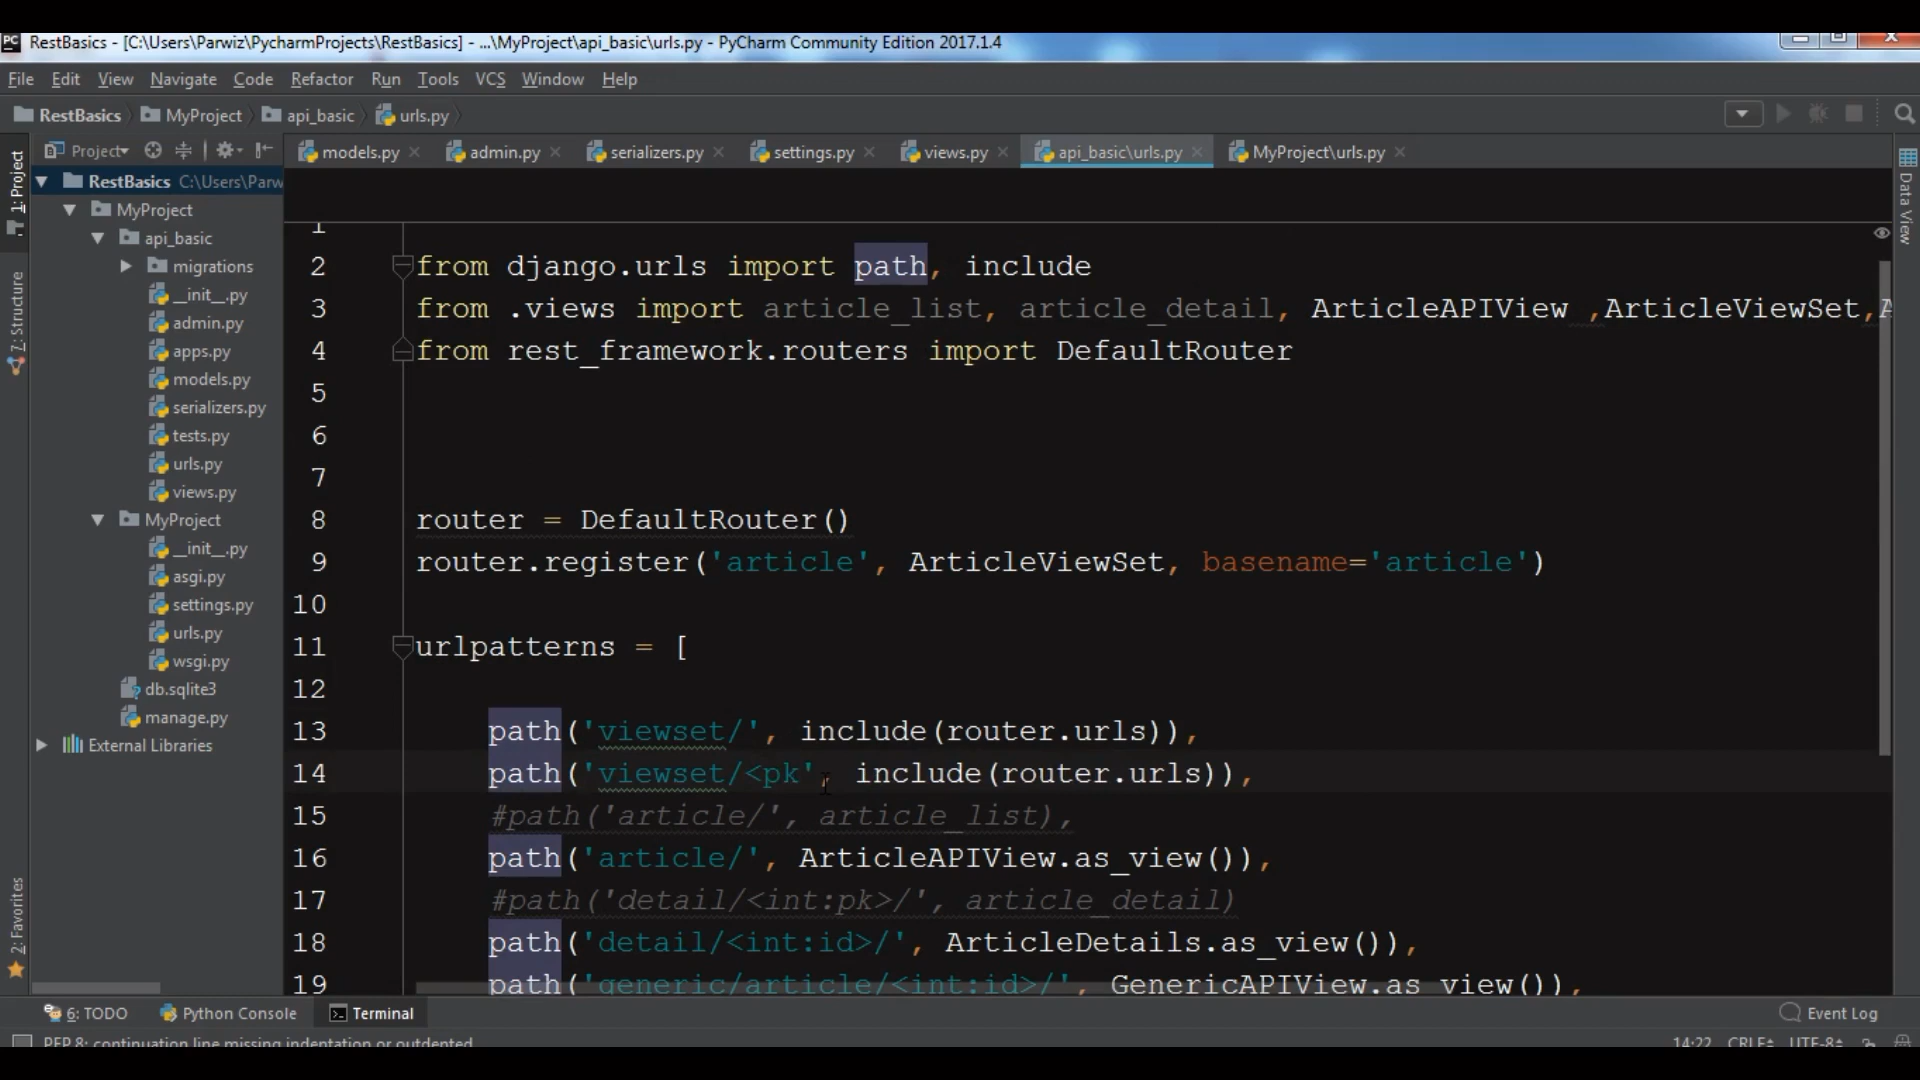 RestBasics - [C:\Users\Parwiz\PycharmProjects\RestBasics] - ...\MyProject\api_basic\urls.py - PyCharm Community Edition 2017.1.4
File Edit View Navigate Code Refactor Run Tools VCS Window Help
RestBasics MyProject api_basic urls.py
Project
models.py admin.py serializers.py settings.py views.py api_basic\urls.py MyProject\urls.py
1: Project
7: Structure
2: Favorites
RestBasics C:\Users\Parw
MyProject
api_basic
migrations
__init__.py
admin.py
apps.py
models.py
serializers.py
tests.py
urls.py
views.py
MyProject
__init__.py
asgi.py
settings.py
urls.py
wsgi.py
db.sqlite3
manage.py
External Libraries
1
2 from django.urls import path, include
3 from .views import article_list, article_detail, ArticleAPIView ,ArticleViewSet,A
4 from rest_framework.routers import DefaultRouter
5
6
7
8 router = DefaultRouter()
9 router.register('article', ArticleViewSet, basename='article')
10
11 urlpatterns = [
12
13 path('viewset/', include(router.urls)),
14 path('viewset/<pk', include(router.urls)),
15 #path('article/', article_list),
16 path('article/', ArticleAPIView.as_view()),
17 #path('detail/<int:pk>/', article_detail)
18 path('detail/<int:id>/', ArticleDetails.as_view()),
19 path('generic/article/<int:id>/', GenericAPIView.as_view()),
Data View
6: TODO Python Console Terminal Event Log
PEP 8: continuation line missing indentation or outdented 14:22 CRLF UTF-8